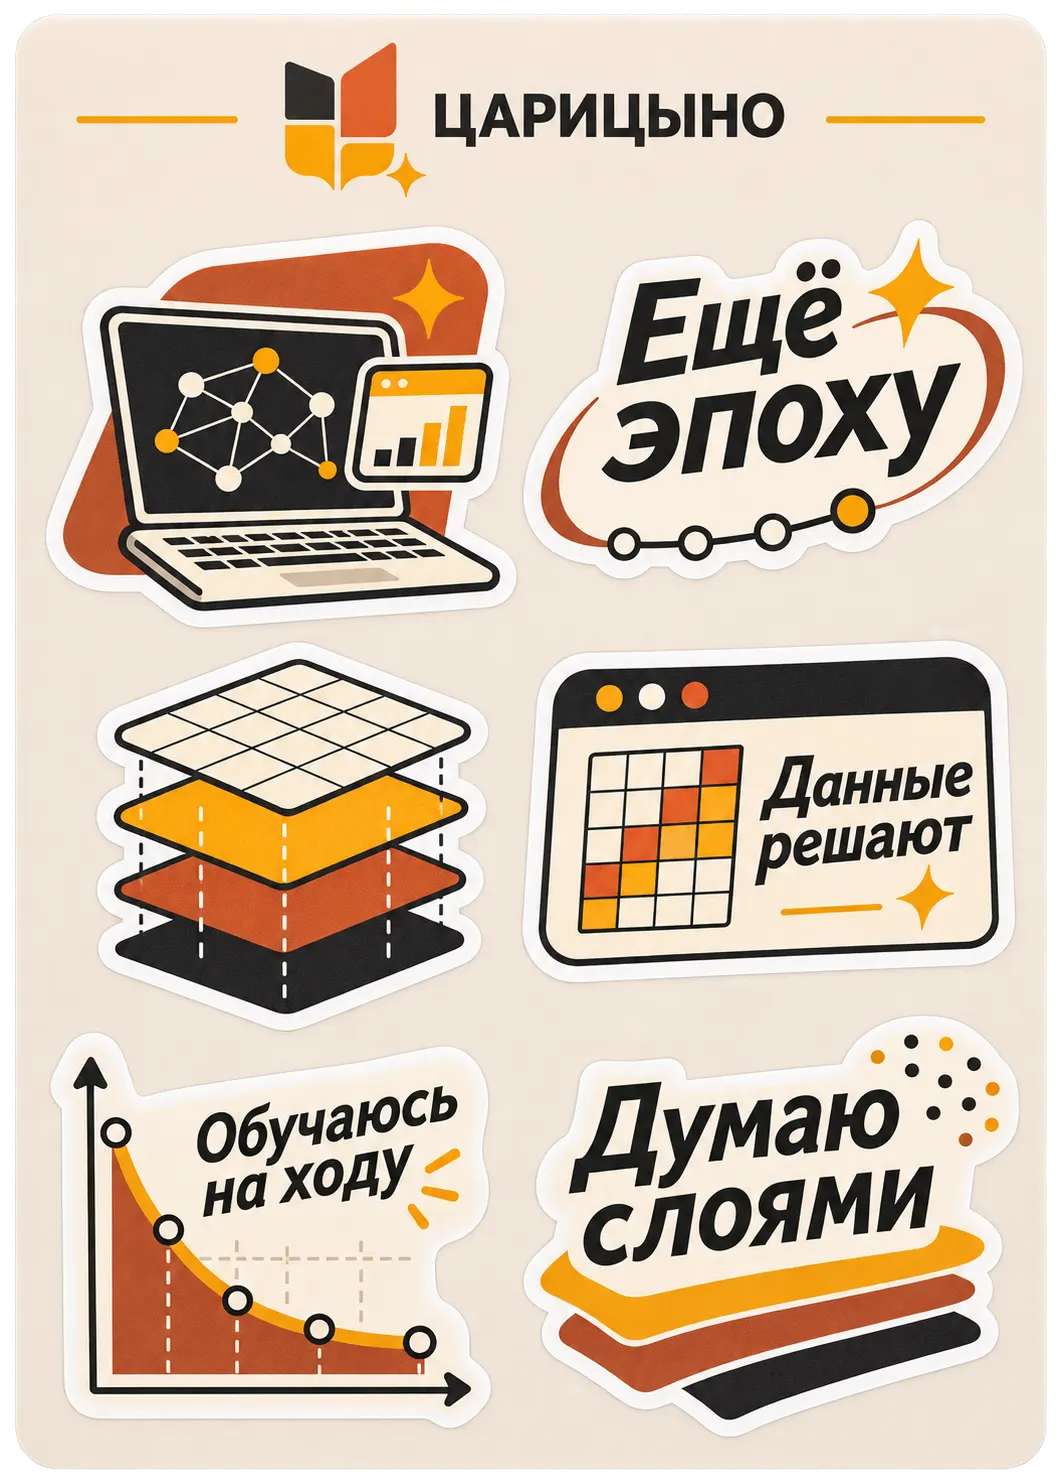 ЦАРИЦЫНО
Ещё
эпоху
Данные
решают
Обучаюсь
на ходу
Думаю
слоями